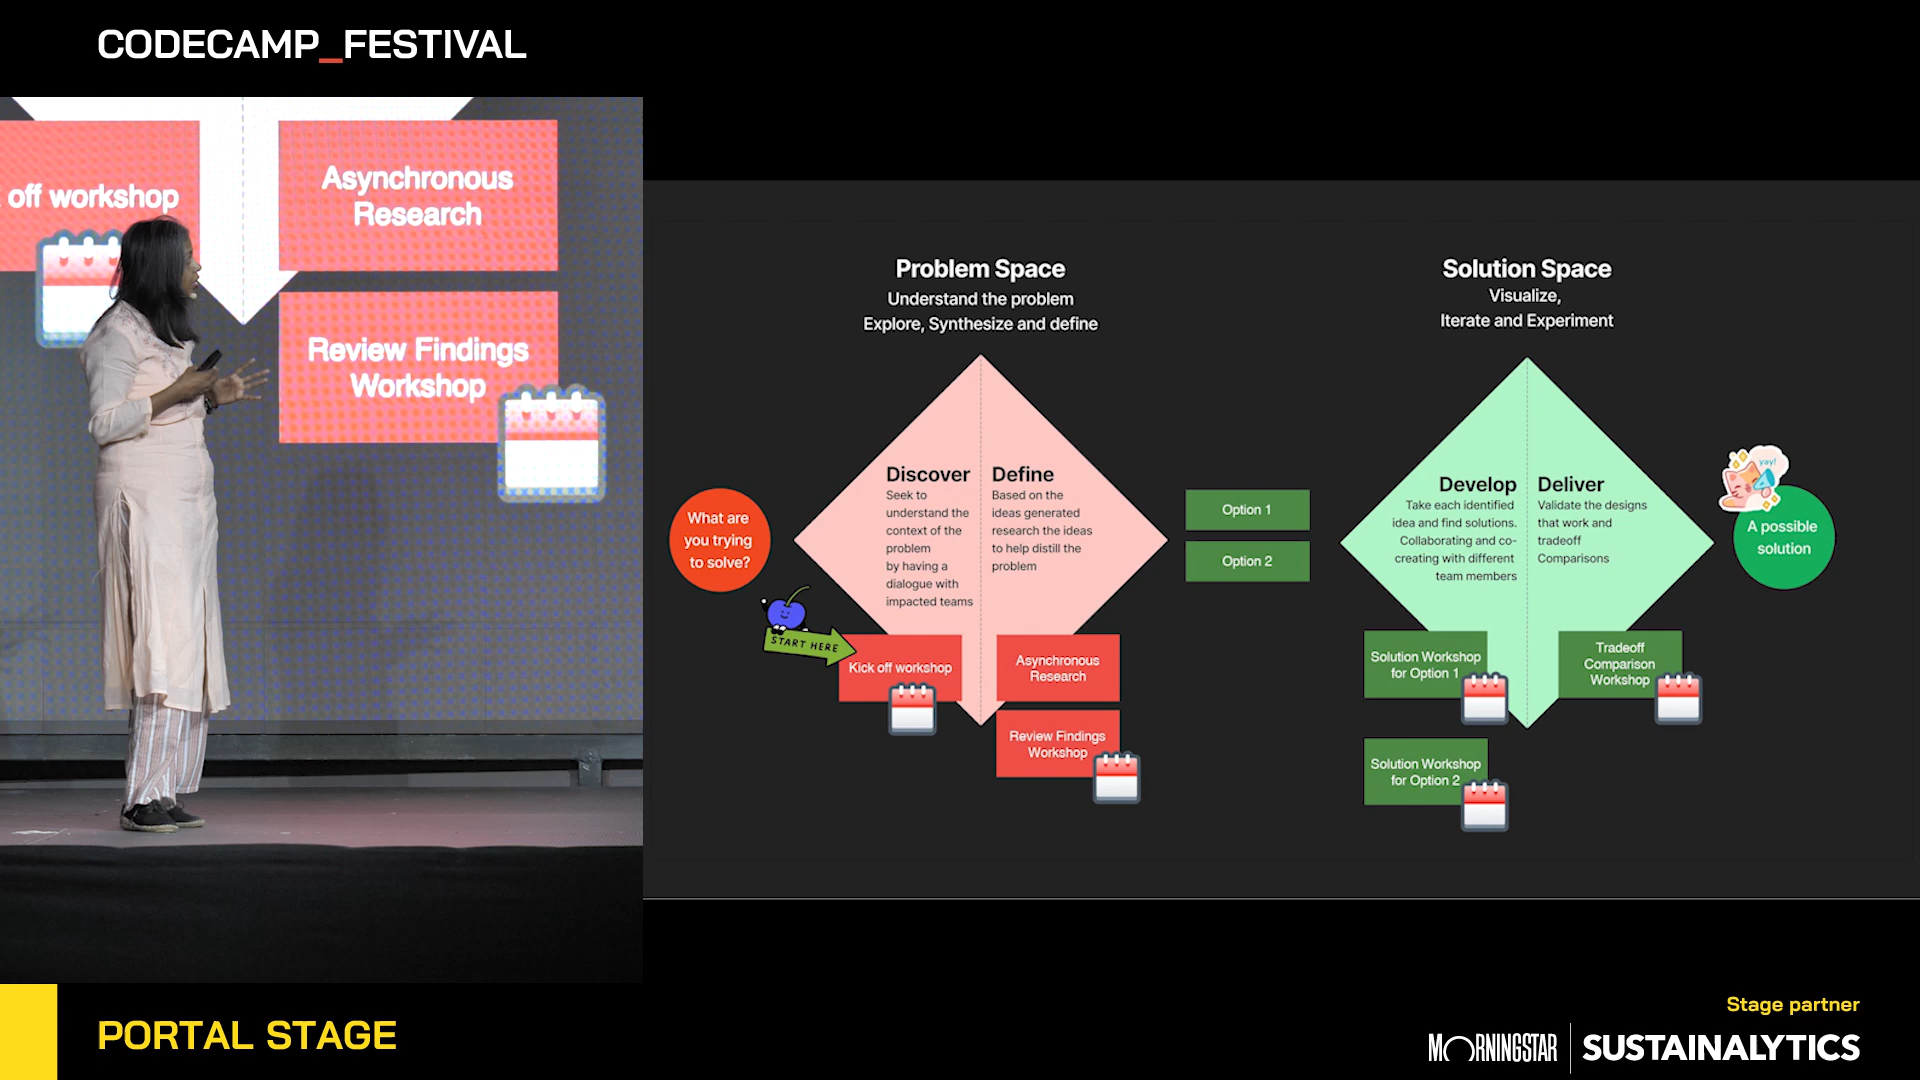 CODECAMP_FESTIVAL
off workshop
Asynchronous
Research
Review Findings
Workshop
Problem Space
Understand the problem
Explore, Synthesize and define
Solution Space
Visualize,
Iterate and Experiment
What are
you trying
to solve?
Discover
Seek to
understand the
context of the
problem
by having a
dialogue with
impacted teams
Define
Based on the
ideas generated
research the ideas
to help distill the
problem
START HERE
Kick off workshop
Asynchronous
Research
Review Findings
Workshop
Option 1
Option 2
Develop
Take each identified
idea and find solutions.
Collaborating and co-
creating with different
team members
Deliver
Validate the designs
that work and
tradeoff
Comparisons
Solution Workshop
for Option 1
Tradeoff
Comparison
Workshop
Solution Workshop
for Option 2
yay!
A possible
solution
PORTAL STAGE
Stage partner
MORNINGSTAR | SUSTAINALYTICS